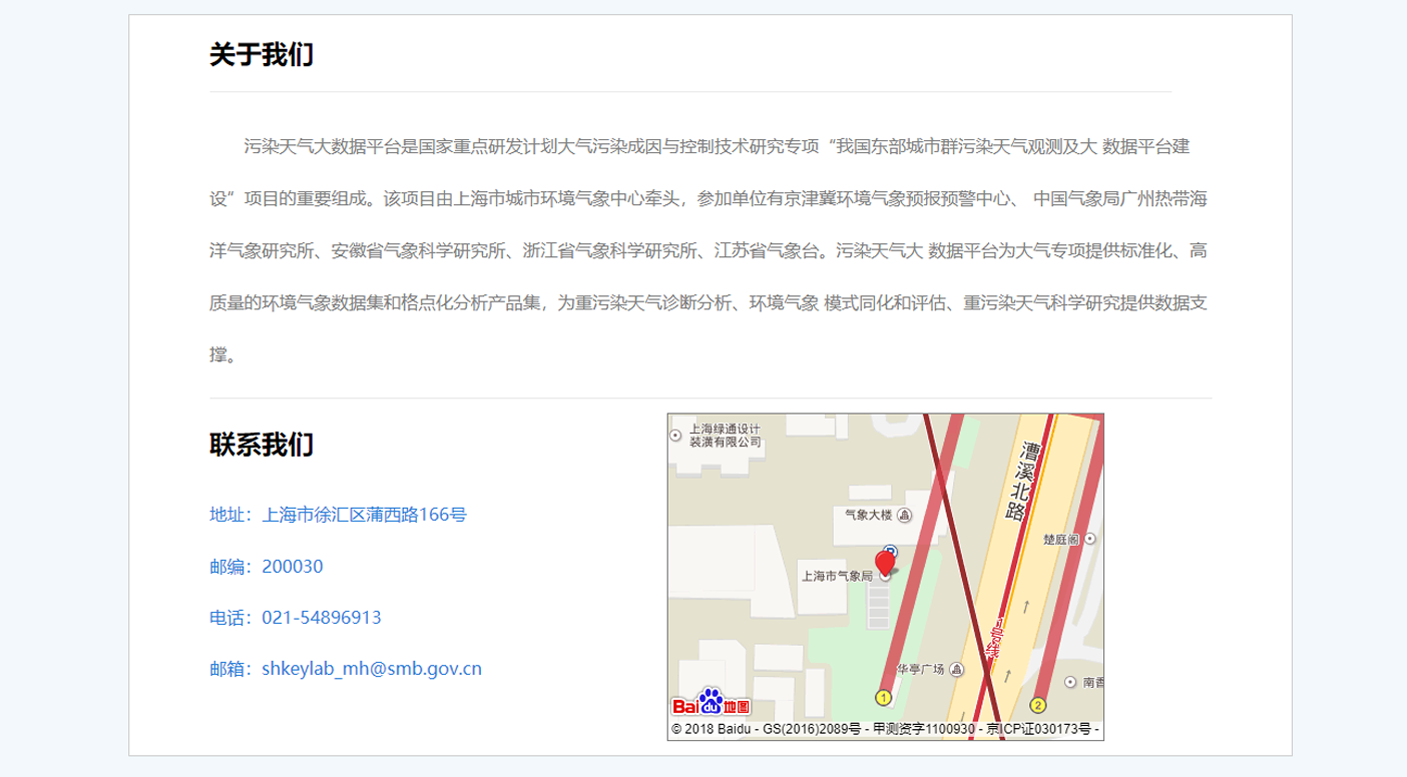 关于我们
污染天气大数据平台是国家重点研发计划大气污染成因与控制技术研究专项“我国东部城市群污染天气观测及大 数据平台建
设”项目的重要组成。该项目由上海市城市环境气象中心牵头，参加单位有京津冀环境气象预报预警中心、 中国气象局广州热带海
洋气象研究所、安徽省气象科学研究所、浙江省气象科学研究所、江苏省气象台。污染天气大 数据平台为大气专项提供标准化、高
质量的环境气象数据集和格点化分析产品集，为重污染天气诊断分析、环境气象 模式同化和评估、重污染天气科学研究提供数据支
撑。
联系我们
地址：上海市徐汇区蒲西路166号
邮编：200030
电话：021-54896913
邮箱：shkeylab_mh@smb.gov.cn
上海绿通设计
装潢有限公司
漕溪北路
气象大楼
楚庭阁
P
上海市气象局
1号线
华亭广场
南香
1
2
Bai du 地图
© 2018 Baidu - GS(2016)2089号 - 甲测资字1100930 - 京ICP证030173号 -